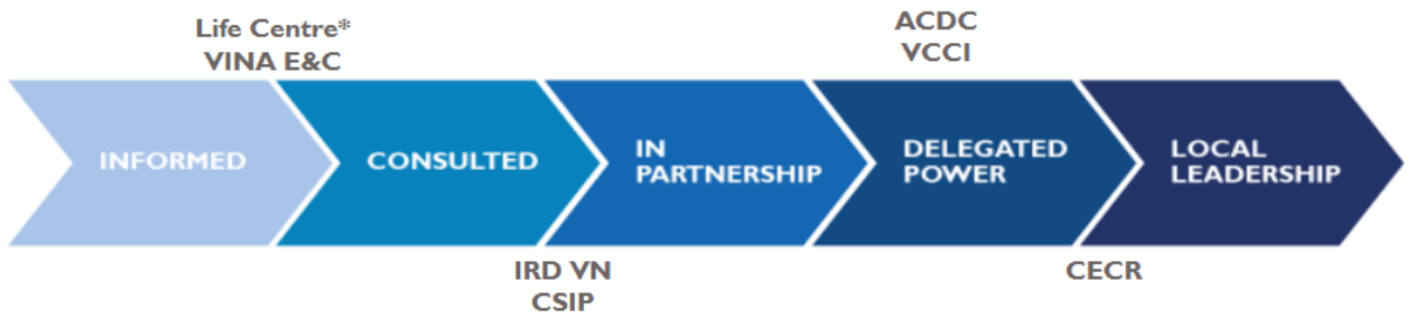 Life Centre*
VINA E&C
ACDC
VCCI
INFORMED
CONSULTED
IN
PARTNERSHIP
DELEGATED
POWER
LOCAL
LEADERSHIP
IRD VN
CSIP
CECR